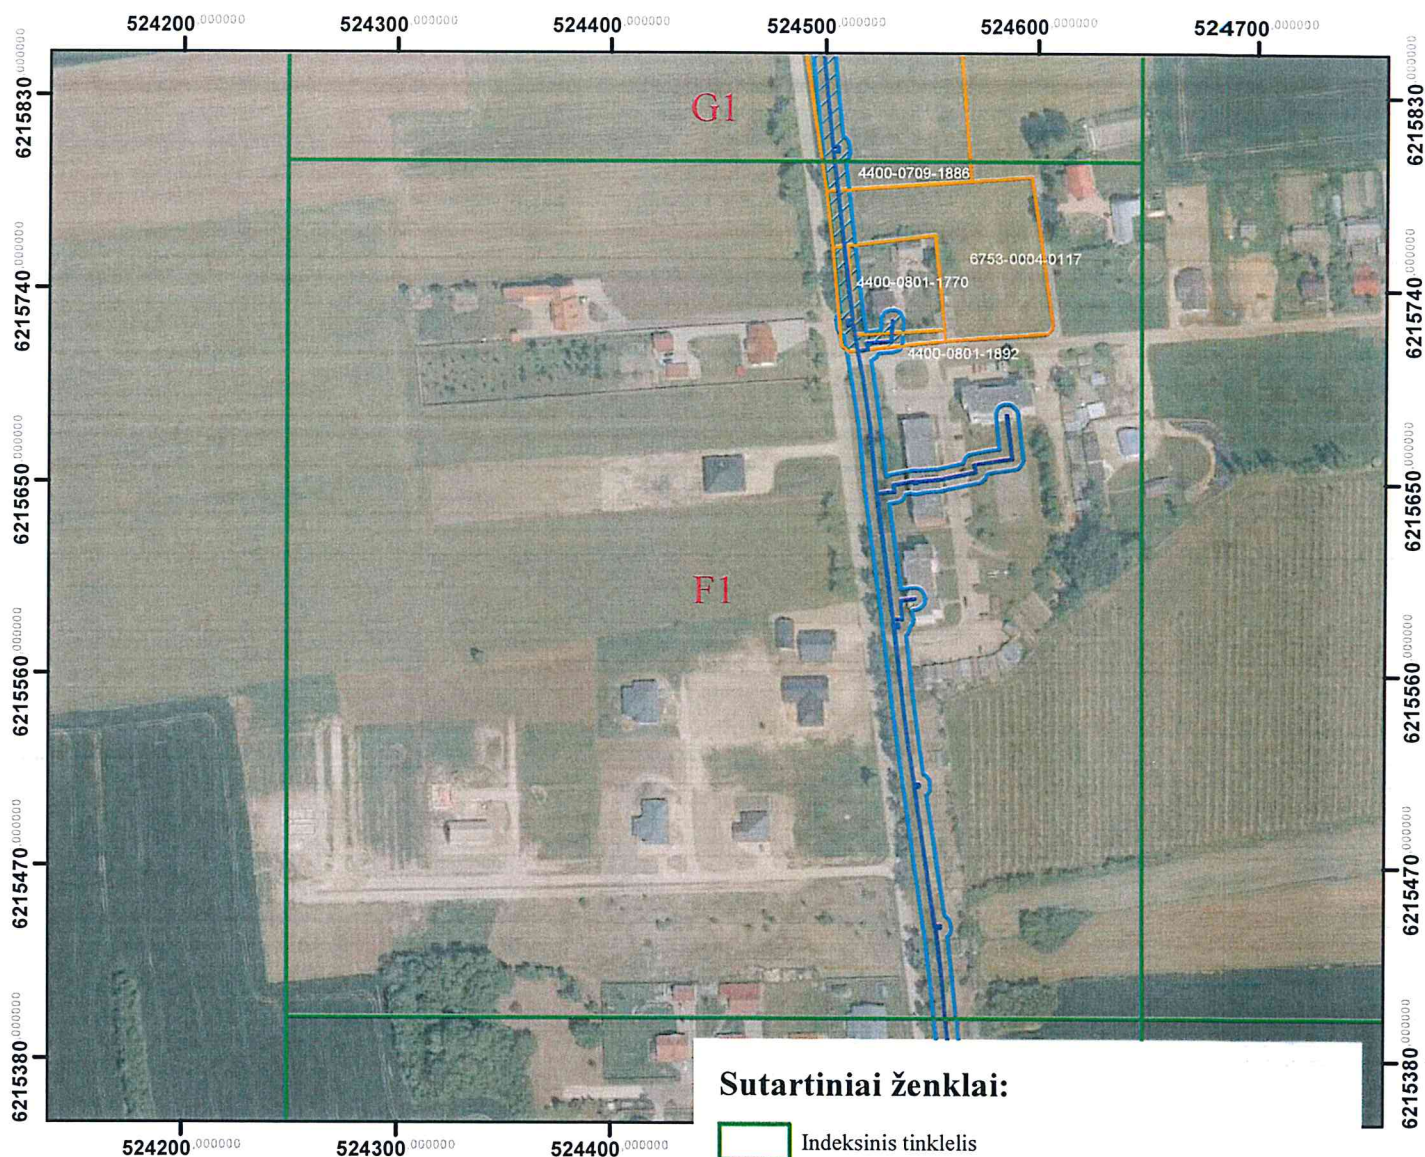 524200,000000 524300,000000 524400,000000 524500,000000 524600,000000 524700,000000
6215830,000000
6215740,000000
6215650,000000
6215560,000000
6215470,000000
6215380,000000
G1
4400-0709-1886
6753-0004-0117
4400-0801-1770
4400-0801-1892
F1
6215830,000000
6215740,000000
6215650,000000
6215560,000000
6215470,000000
6215380,000000
524200,000000 524300,000000 524400,000000
Sutartiniai ženklai:
Indeksinis tinklelis